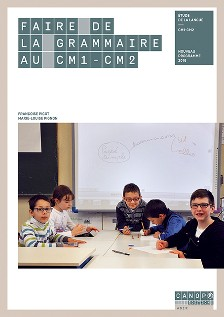 FAIRE DE
LA GRAMMAIRE
AU CM1-CM2
ÉTUDE
DE LA LANGUE
CM1 CM2
NOUVEAU
PROGRAMME
2016
FRANÇOISE PICOT
MARIE-LOUISE PIGNON
CANOPÉ